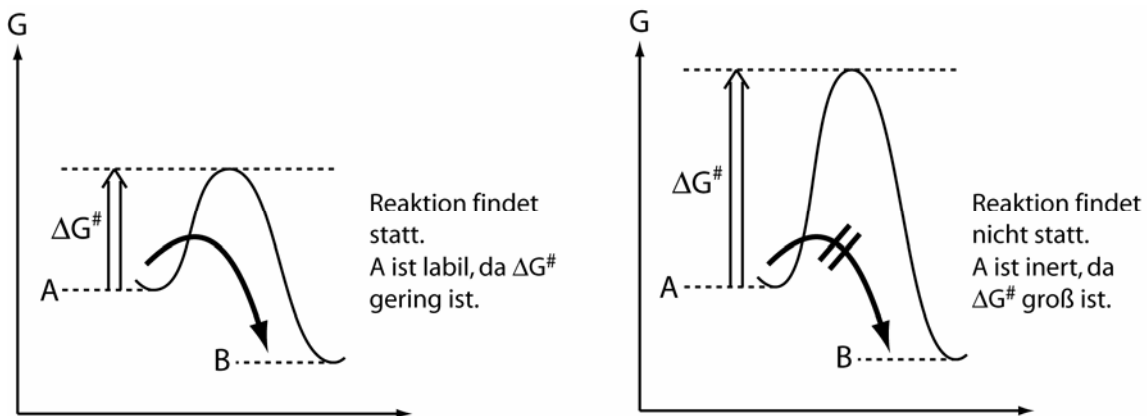 G
ΔG#
A
B
Reaktion findet
statt.
A ist labil, da ΔG#
gering ist.
G
ΔG#
A
B
Reaktion findet
nicht statt.
A ist inert, da
ΔG# groß ist.